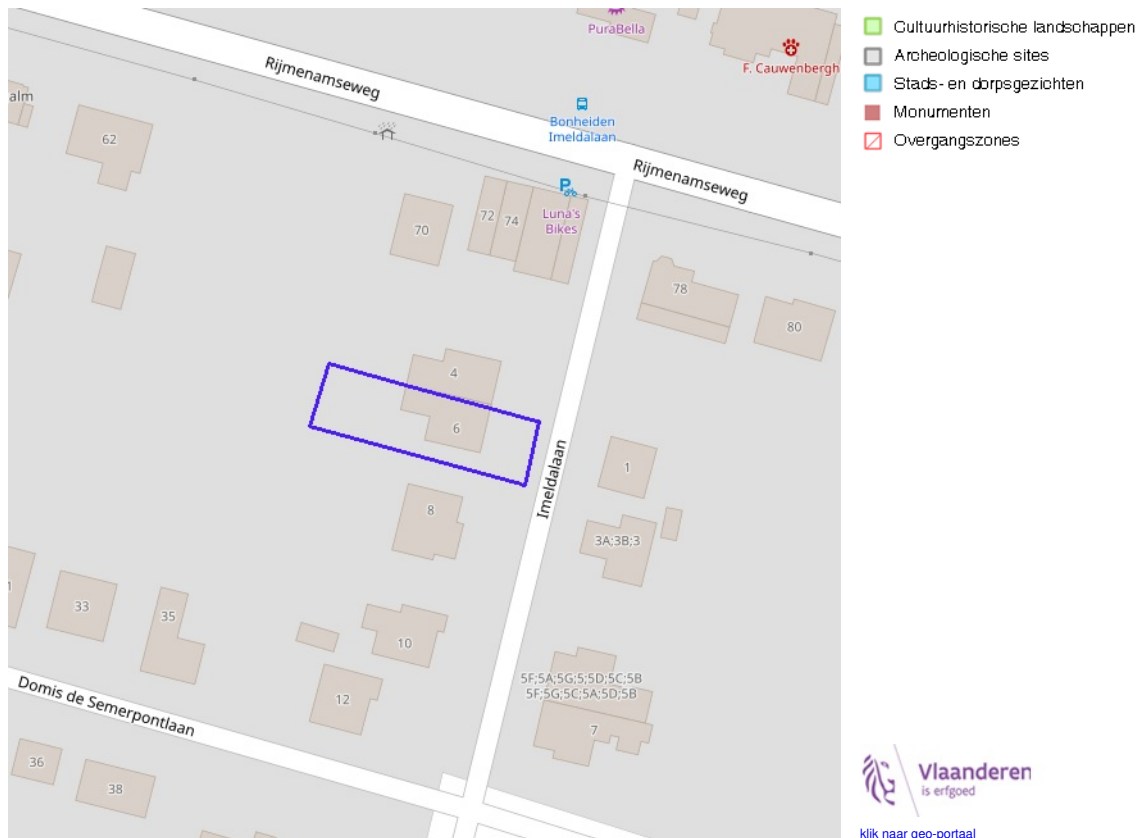 PuraBella
F. Cauwenbergh
Rijmenamseweg
alm
62
Bonheiden
Imeldalaan
Rijmenamseweg
70
72
74
Luna's
Bikes
78
80
4
6
Imeldalaan
1
8
3A;3B;3
1
33
35
10
12
5F;5A;5G;5;5D;5C;5B
5F;5G;5C;5A;5D;5B
7
Domis de Semerpontlaan
36
38
Cultuurhistorische landschappen
Archeologische sites
Stads- en dorpsgezichten
Monumenten
Overgangszones
Vlaanderen
is erfgoed
klik naar geo-portaal